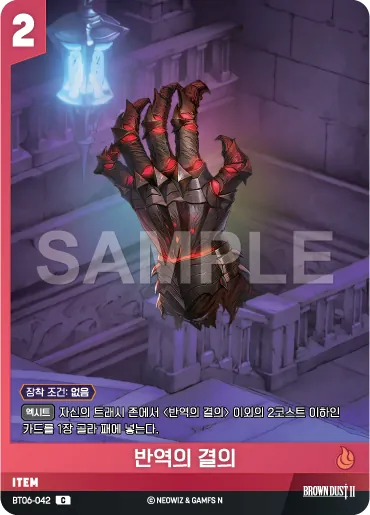 2
SAMPLE
장착 조건: 없음
엑시트 자신의 트래시 존에서 <반역의 결의> 이외의 2코스트 이하인
카드를 1장 골라 패에 넣는다.
반역의 결의
ITEM
BT06-042 C ⓒ NEOWIZ & GAMFS N BROWN DUST II